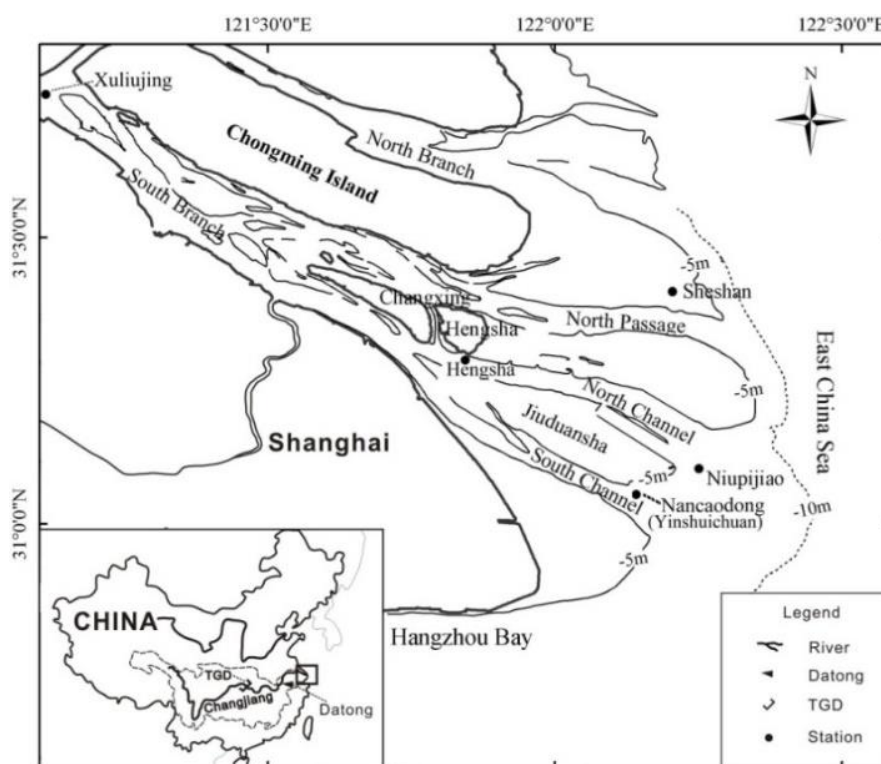 121°30'0"E
122°0'0"E
122°30'0"E
Xuliujing
N
North Branch
Chongming Island
South Branch
31°30'0"N
-5m
Sheshan
Changxing
North Passage
Hengsha
East China Sea
Hengsha
North Channel
-5m
Jiuduansha
Shanghai
South Channel
-5m
Niupijiao
Nancaodong
(Yinshuichuan)
-10m
31°0'0"N
-5m
Hangzhou Bay
CHINA
TGD
Changjiang
Datong
Legend
River
Datong
TGD
Station